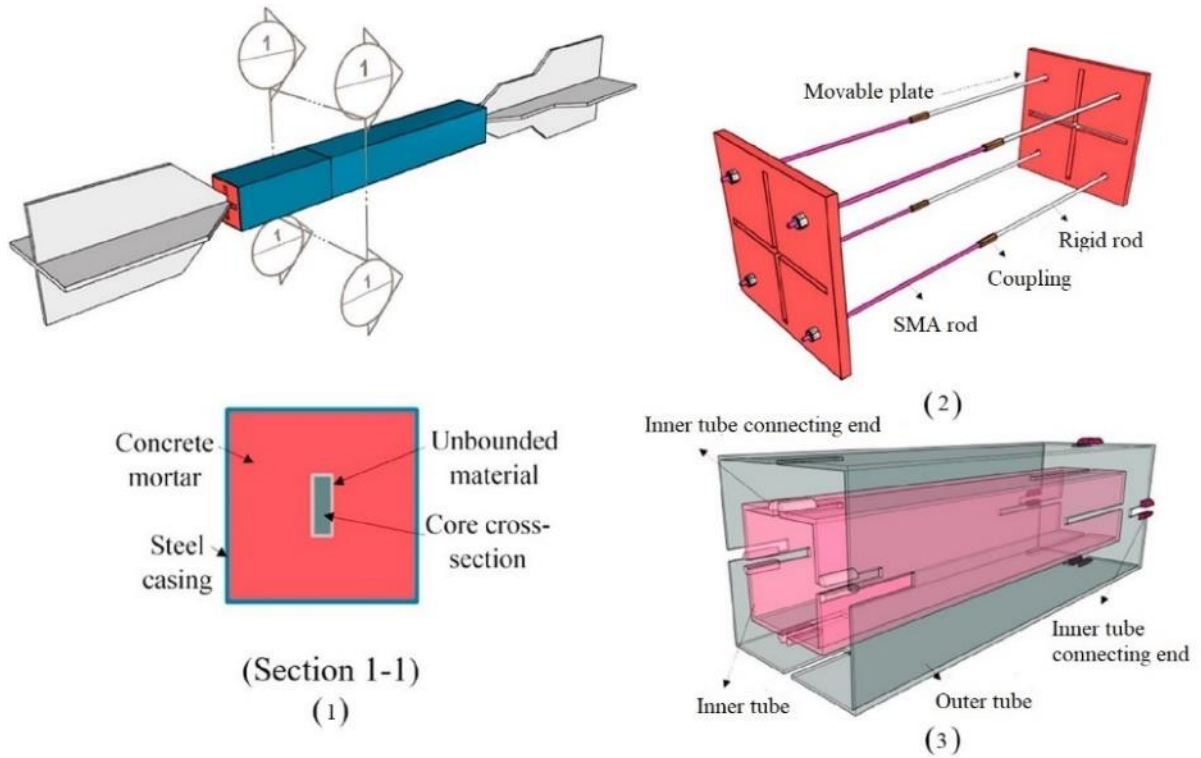 1
1
1
1
Concrete
mortar
Unbounded
material
Core cross-
section
Steel
casing
(Section 1-1)
(1)
Movable plate
Rigid rod
Coupling
SMA rod
(2)
Inner tube connecting end
Inner tube
connecting end
Inner tube
Outer tube
(3)